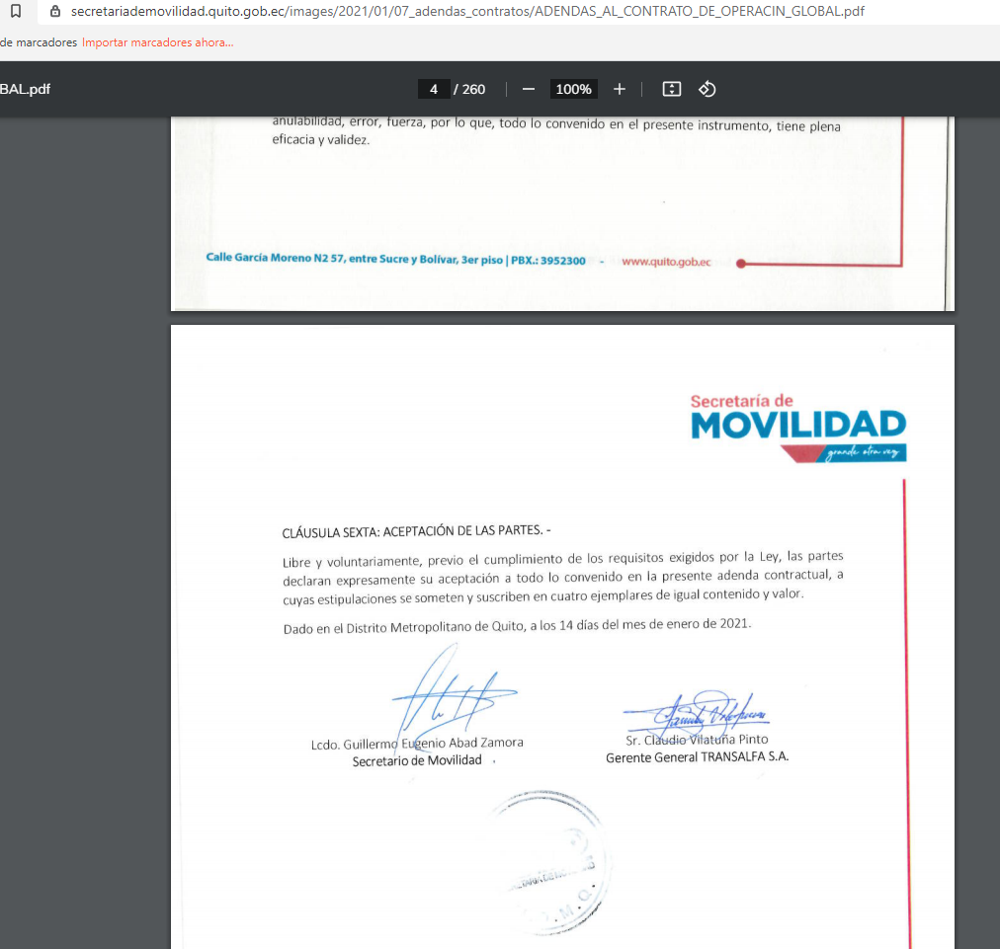 secretariademovilidad.quito.gob.ec/images/2021/01/07_adendas_contratos/ADENDAS_AL_CONTRATO_DE_OPERACIN_GLOBAL.pdf
de marcadores Importar marcadores ahora...
BAL.pdf 4 / 260 — 100% +
anulabilidad, error, fuerza, por lo que, todo lo convenido en el presente instrumento, tiene plena
eficacia y validez.
Calle García Moreno N2 57, entre Sucre y Bolívar, 3er piso | PBX.: 3952300 - www.quito.gob.ec
Secretaría de
MOVILIDAD
grande otra vez
CLÁUSULA SEXTA: ACEPTACIÓN DE LAS PARTES. -
Libre y voluntariamente, previo el cumplimiento de los requisitos exigidos por la Ley, las partes
declaran expresamente su aceptación a todo lo convenido en la presente adenda contractual, a
cuyas estipulaciones se someten y suscriben en cuatro ejemplares de igual contenido y valor.
Dado en el Distrito Metropolitano de Quito, a los 14 días del mes de enero de 2021.
Lcdo. Guillermo Eugenio Abad Zamora
Secretario de Movilidad
Sr. Claudio Vilatuña Pinto
Gerente General TRANSALFA S.A.